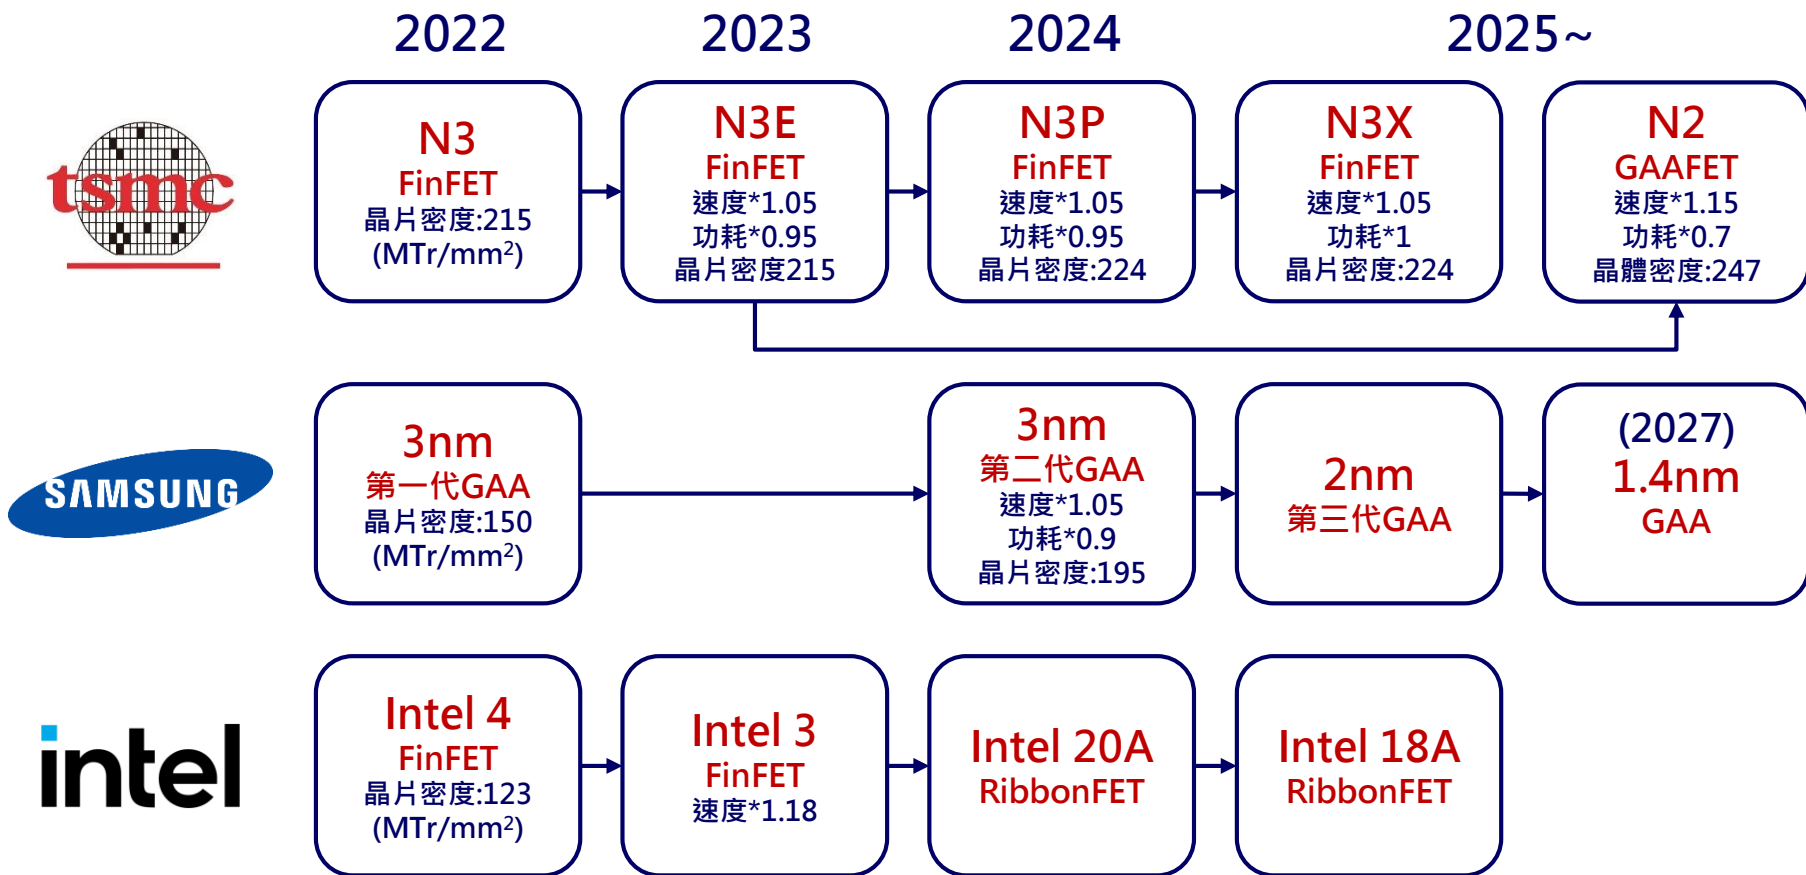 2022
2023
2024
2025~
tsmc
N3
FinFET
晶片密度:215
(MTr/mm²)
N3E
FinFET
速度*1.05
功耗*0.95
晶片密度215
N3P
FinFET
速度*1.05
功耗*0.95
晶片密度:224
N3X
FinFET
速度*1.05
功耗*1
晶片密度:224
N2
GAAFET
速度*1.15
功耗*0.7
晶體密度:247
SAMSUNG
3nm
第一代GAA
晶片密度:150
(MTr/mm²)
3nm
第二代GAA
速度*1.05
功耗*0.9
晶片密度:195
2nm
第三代GAA
(2027)
1.4nm
GAA
intel
Intel 4
FinFET
晶片密度:123
(MTr/mm²)
Intel 3
FinFET
速度*1.18
Intel 20A
RibbonFET
Intel 18A
RibbonFET